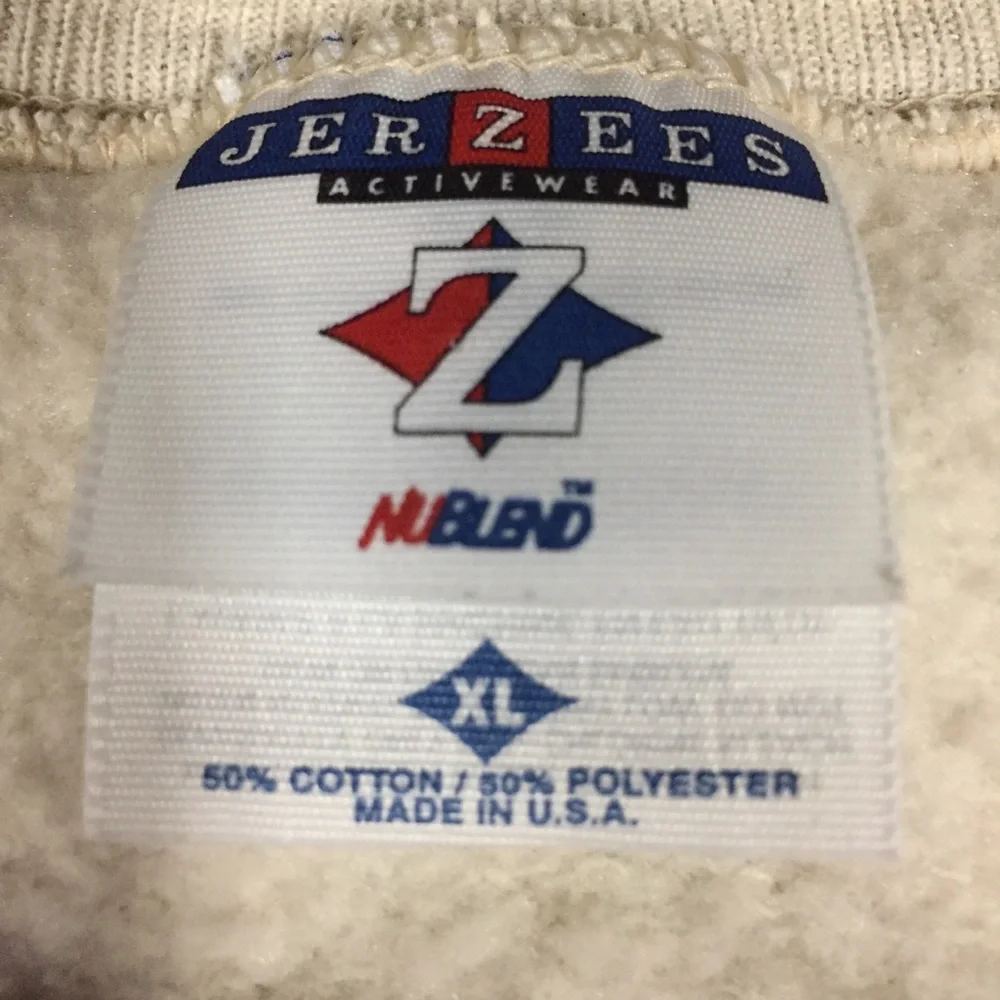 JERZEES
ACTIVEWEAR
Z
NUBLEND™
XL
50% COTTON / 50% POLYESTER
MADE IN U.S.A.